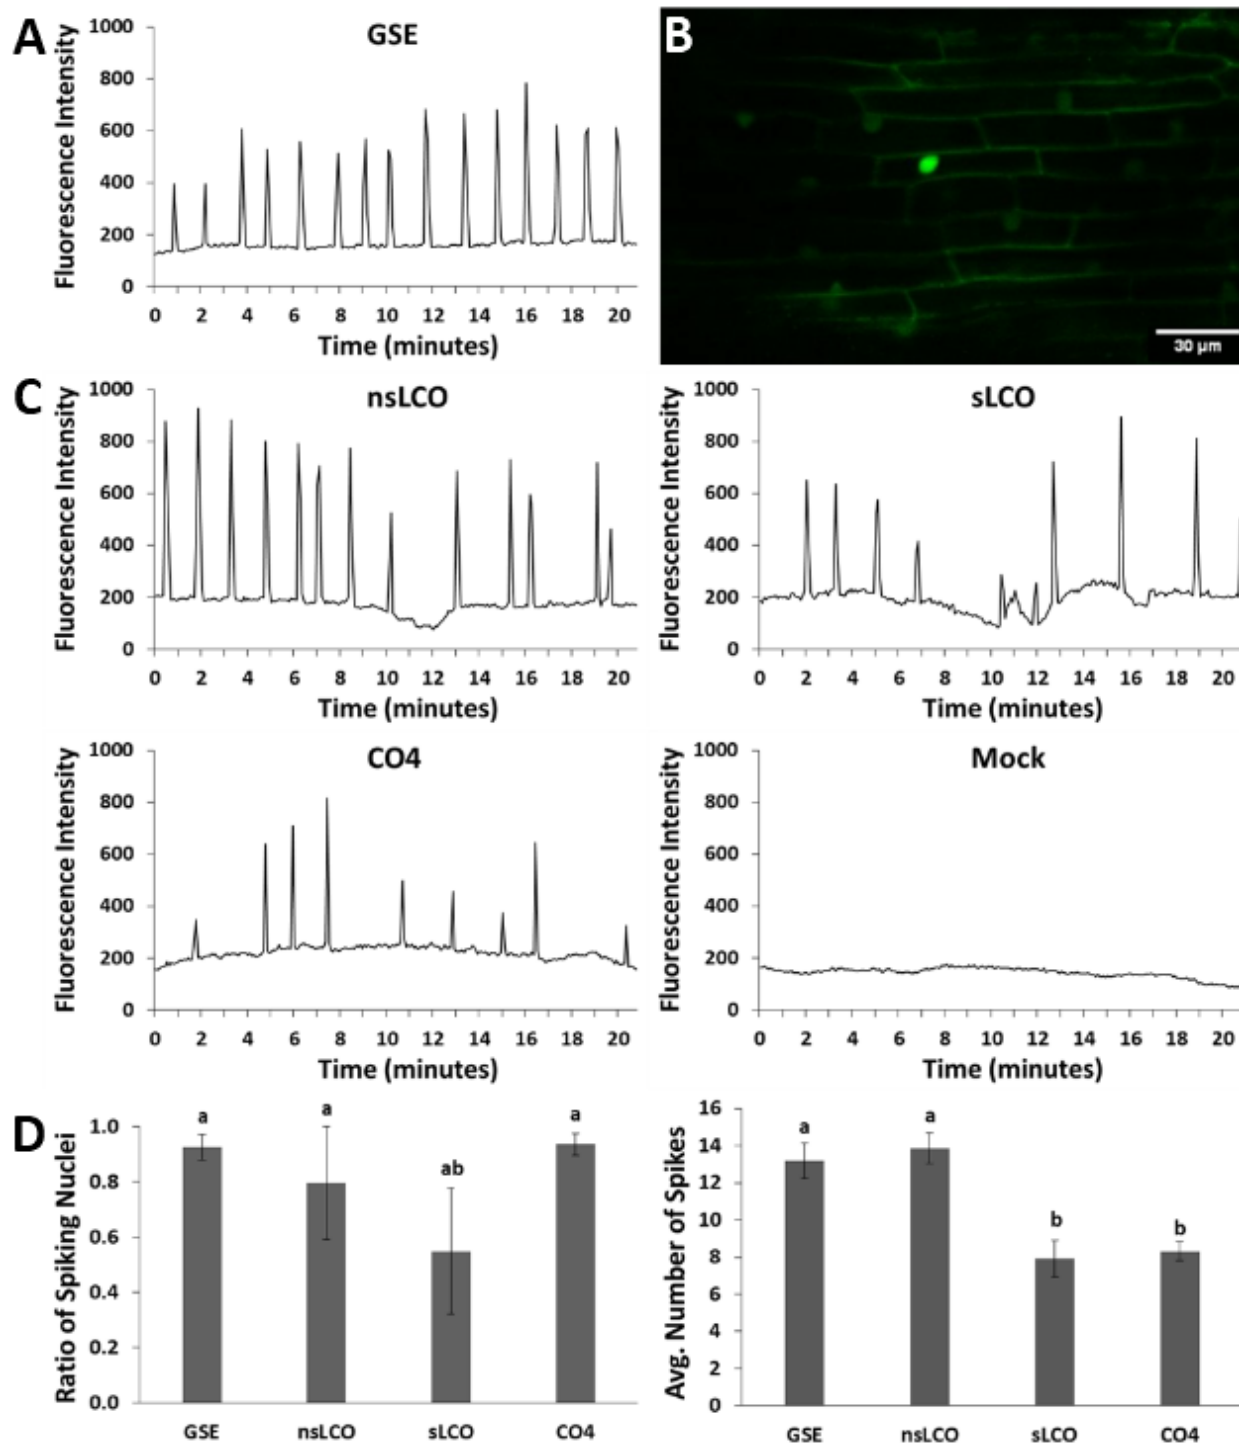 A
GSE
Fluorescence Intensity
1000
800
600
400
200
0
0 2 4 6 8 10 12 14 16 18 20
Time (minutes)
B
30 µm
C
nsLCO
Fluorescence Intensity
1000
800
600
400
200
0
0 2 4 6 8 10 12 14 16 18 20
Time (minutes)
sLCO
Fluorescence Intensity
1000
800
600
400
200
0
0 2 4 6 8 10 12 14 16 18 20
Time (minutes)
CO4
Fluorescence Intensity
1000
800
600
400
200
0
0 2 4 6 8 10 12 14 16 18 20
Time (minutes)
Mock
Fluorescence Intensity
1000
800
600
400
200
0
0 2 4 6 8 10 12 14 16 18 20
Time (minutes)
D
Ratio of Spiking Nuclei
1.0
0.8
0.6
0.4
0.2
0.0
a a ab a
GSE nsLCO sLCO CO4
Avg. Number of Spikes
16
14
12
10
8
6
4
2
0
a a b b
GSE nsLCO sLCO CO4